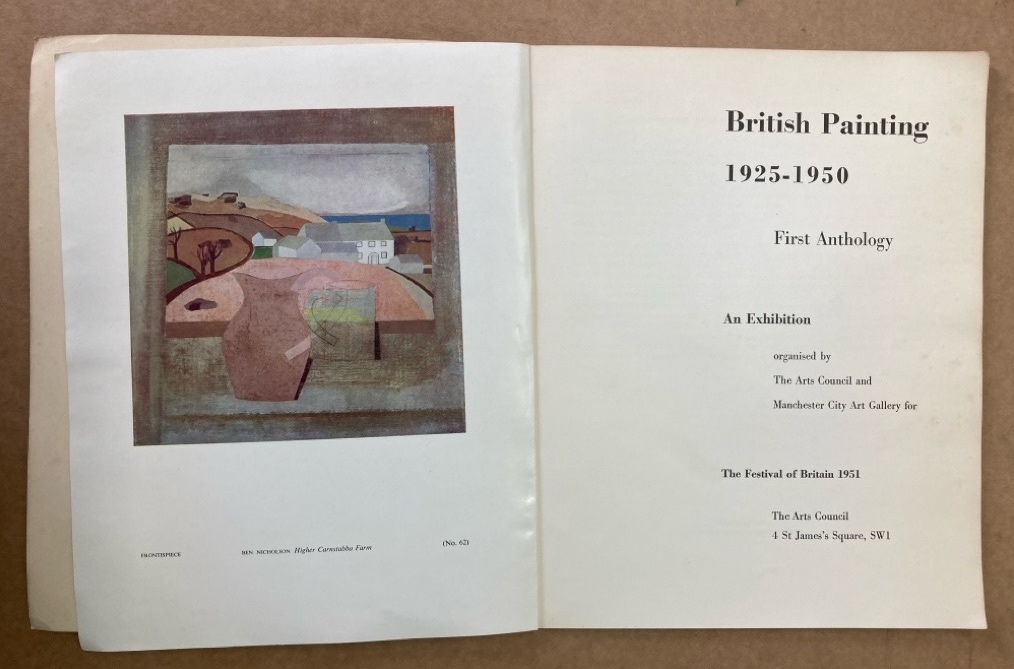 FRONTISPIECE BEN NICHOLSON Higher Carnstabba Farm (No. 62)
British Painting
1925-1950
First Anthology
An Exhibition
organised by
The Arts Council and
Manchester City Art Gallery for
The Festival of Britain 1951
The Arts Council
4 St James's Square, SW1